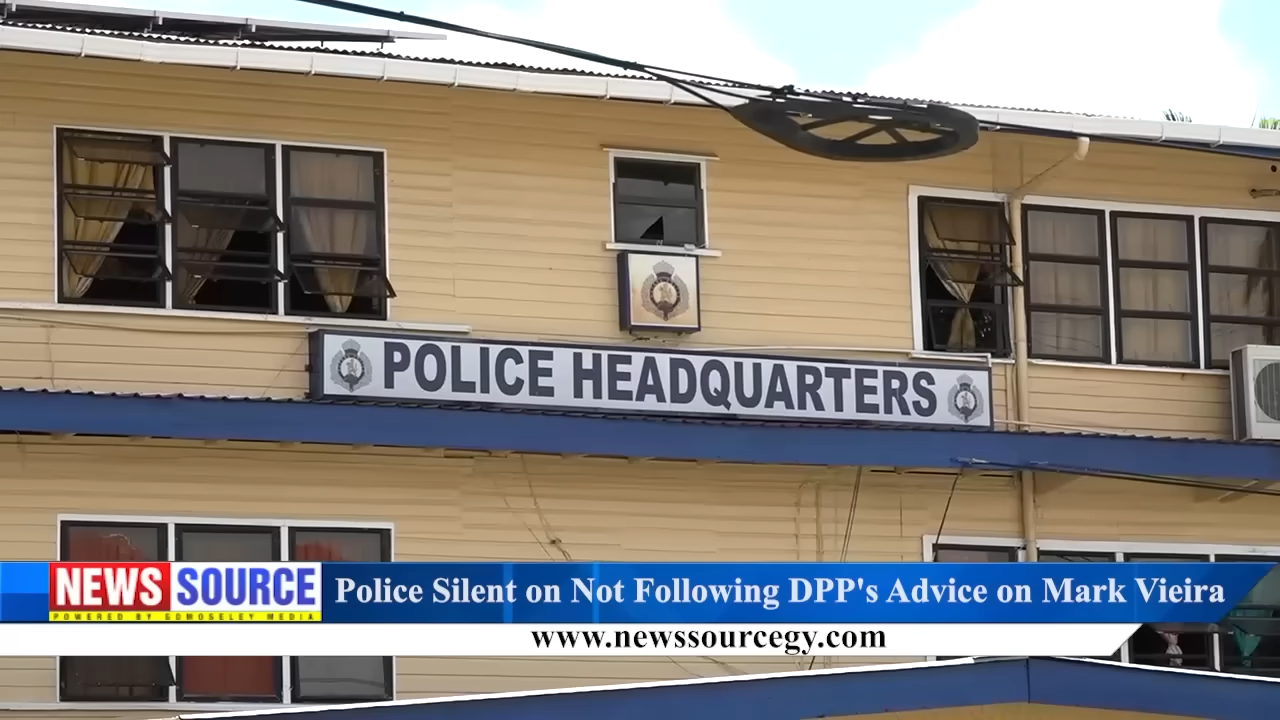 POLICE HEADQUARTERS
NEWS SOURCE
POWERED BY GDMOSELEY MEDIA
Police Silent on Not Following DPP's Advice on Mark Vieira
www.newssourcegy.com